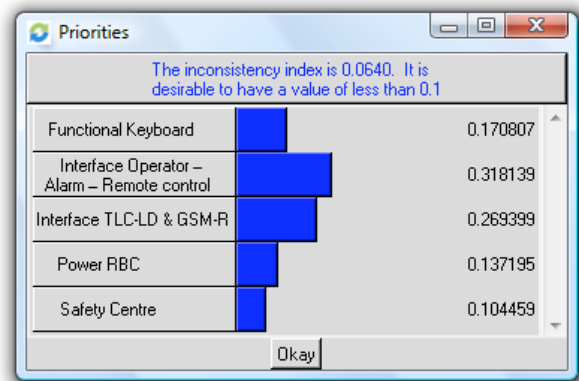 Priorities
The inconsistency index is 0.0640. It is
desirable to have a value of less than 0.1
Functional Keyboard 0.170807
Interface Operator –
Alarm – Remote control 0.318139
Interface TLC-LD & GSM-R 0.269399
Power RBC 0.137195
Safety Centre 0.104459
Okay